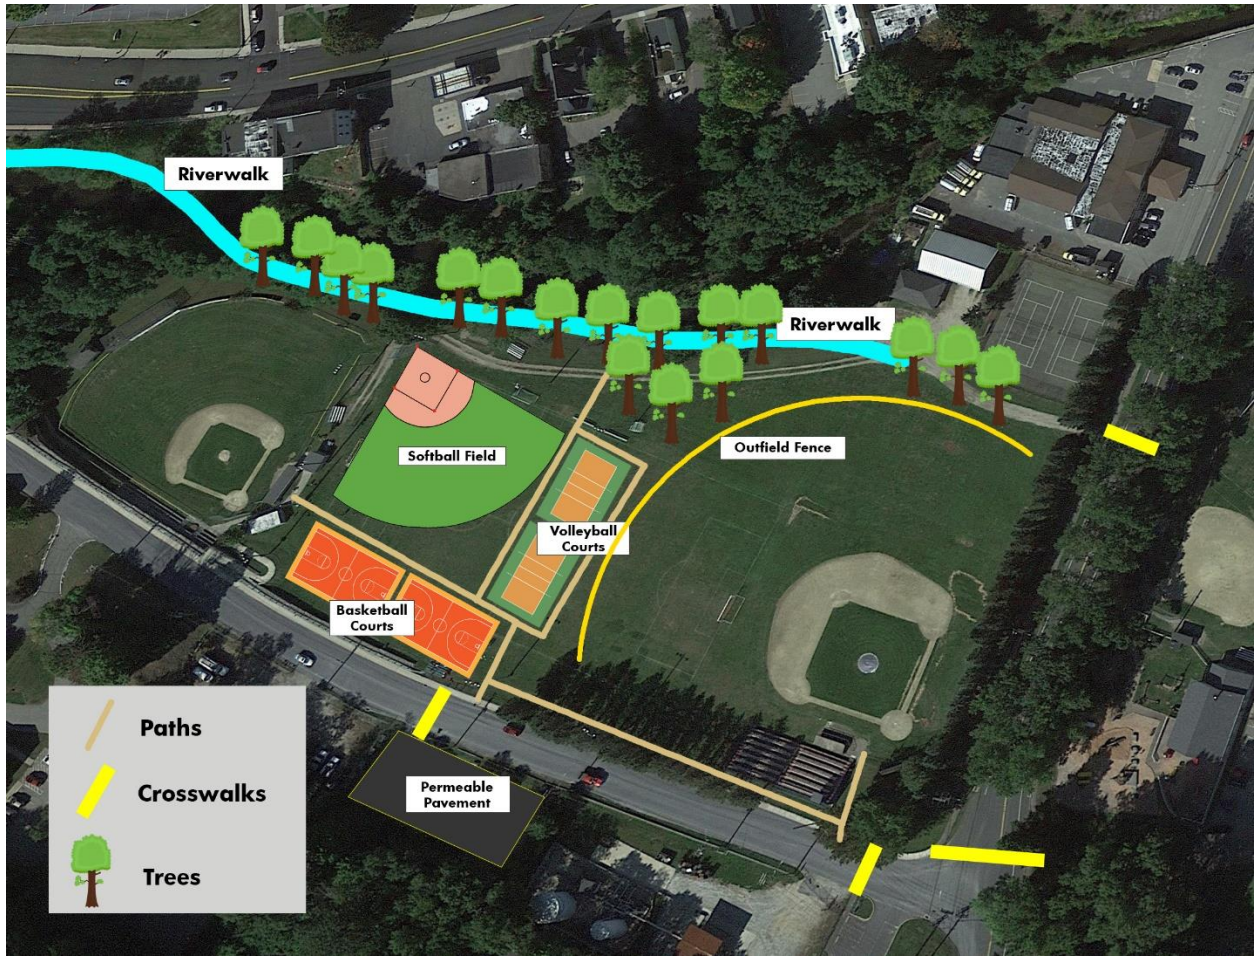 Riverwalk
Riverwalk
Outfield Fence
Softball Field
Volleyball
Courts
Basketball
Courts
Permeable
Pavement
Paths
Crosswalks
Trees